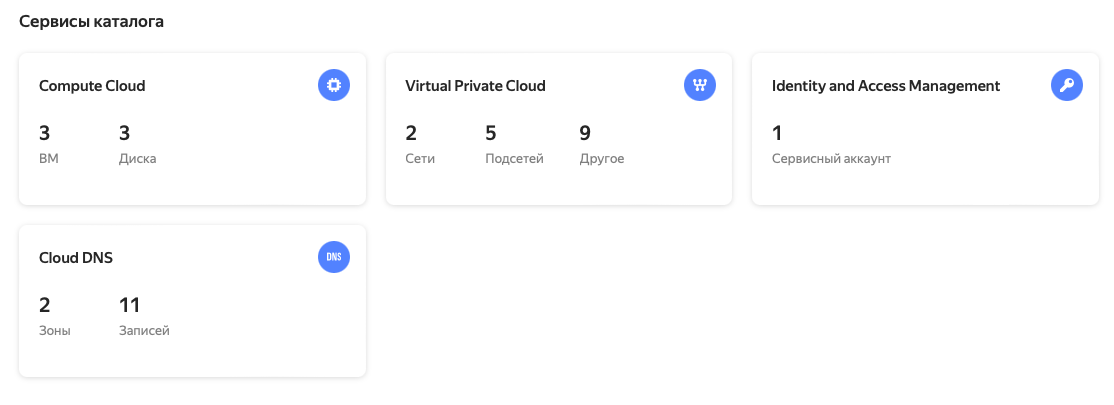 Сервисы каталога
Compute Cloud
3 3
ВМ Диска
Virtual Private Cloud
2 5 9
Сети Подсетей Другое
Identity and Access Management
1
Сервисный аккаунт
Cloud DNS
DNS
2 11
Зоны Записей